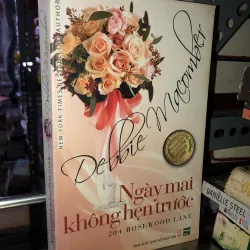 NEW YORK TIMES BESTSELLING AUTHOR
Debbie Macomber
Ngày mai
không hẹn trước
204 ROSEWOOD LANE
DANIELLE STEEL